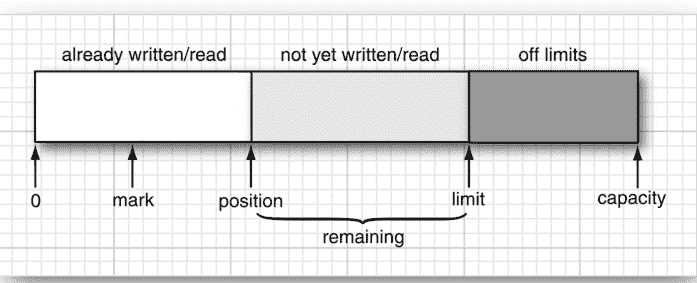 already written/read not yet written/read off limits
0 mark position limit capacity
remaining